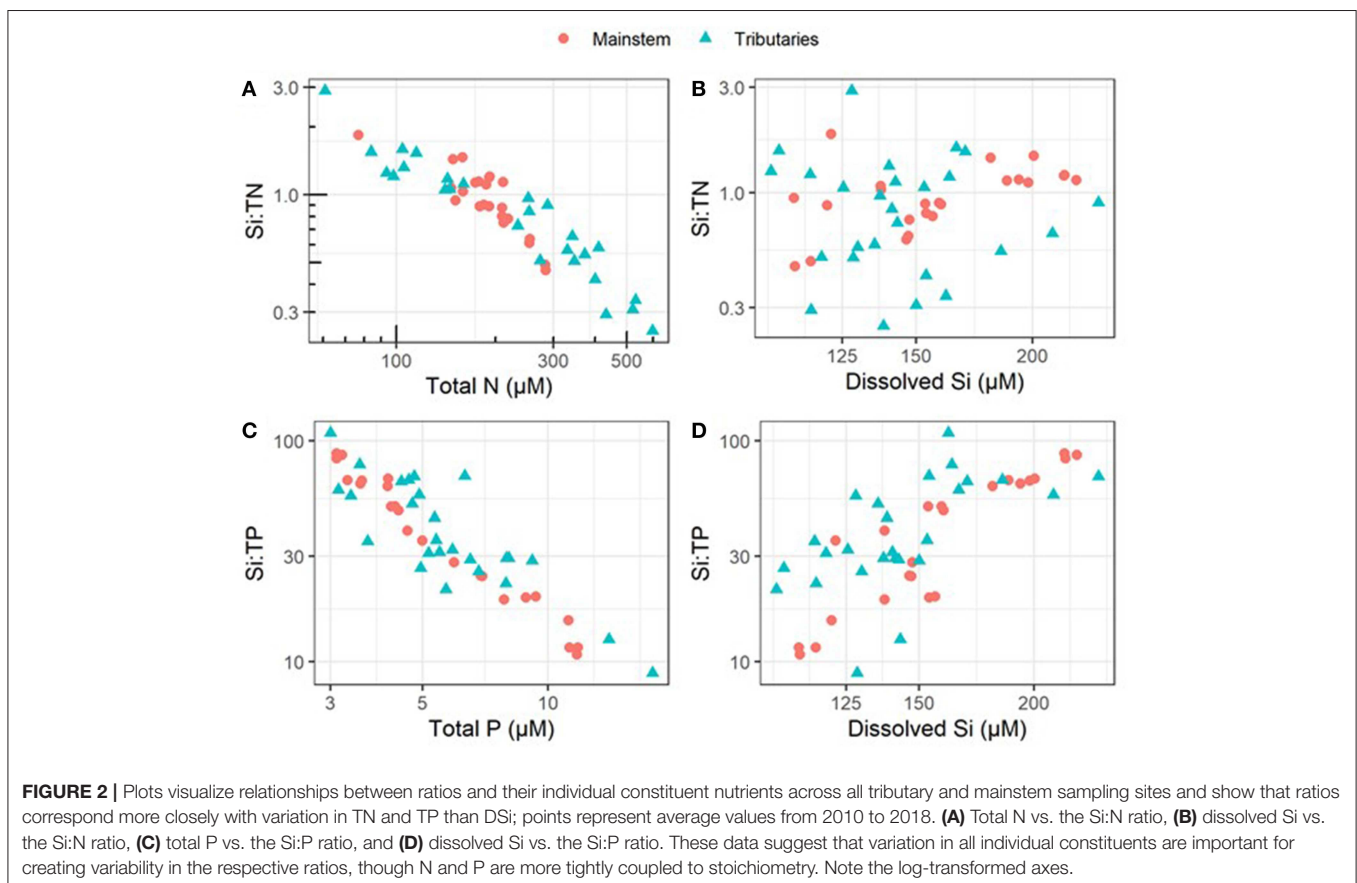 Mainstem Tributaries
A
3.0
1.0
0.3
Si:TN
100 300 500
Total N (µM)
B
3.0
1.0
0.3
Si:TN
125 150 200
Dissolved Si (µM)
C
100
30
10
Si:TP
3 5 10
Total P (µM)
D
100
30
10
Si:TP
125 150 200
Dissolved Si (µM)
FIGURE 2 | Plots visualize relationships between ratios and their individual constituent nutrients across all tributary and mainstem sampling sites and show that ratios
correspond more closely with variation in TN and TP than DSi; points represent average values from 2010 to 2018. (A) Total N vs. the Si:N ratio, (B) dissolved Si vs.
the Si:N ratio, (C) total P vs. the Si:P ratio, and (D) dissolved Si vs. the Si:P ratio. These data suggest that variation in all individual constituents are important for
creating variability in the respective ratios, though N and P are more tightly coupled to stoichiometry. Note the log-transformed axes.